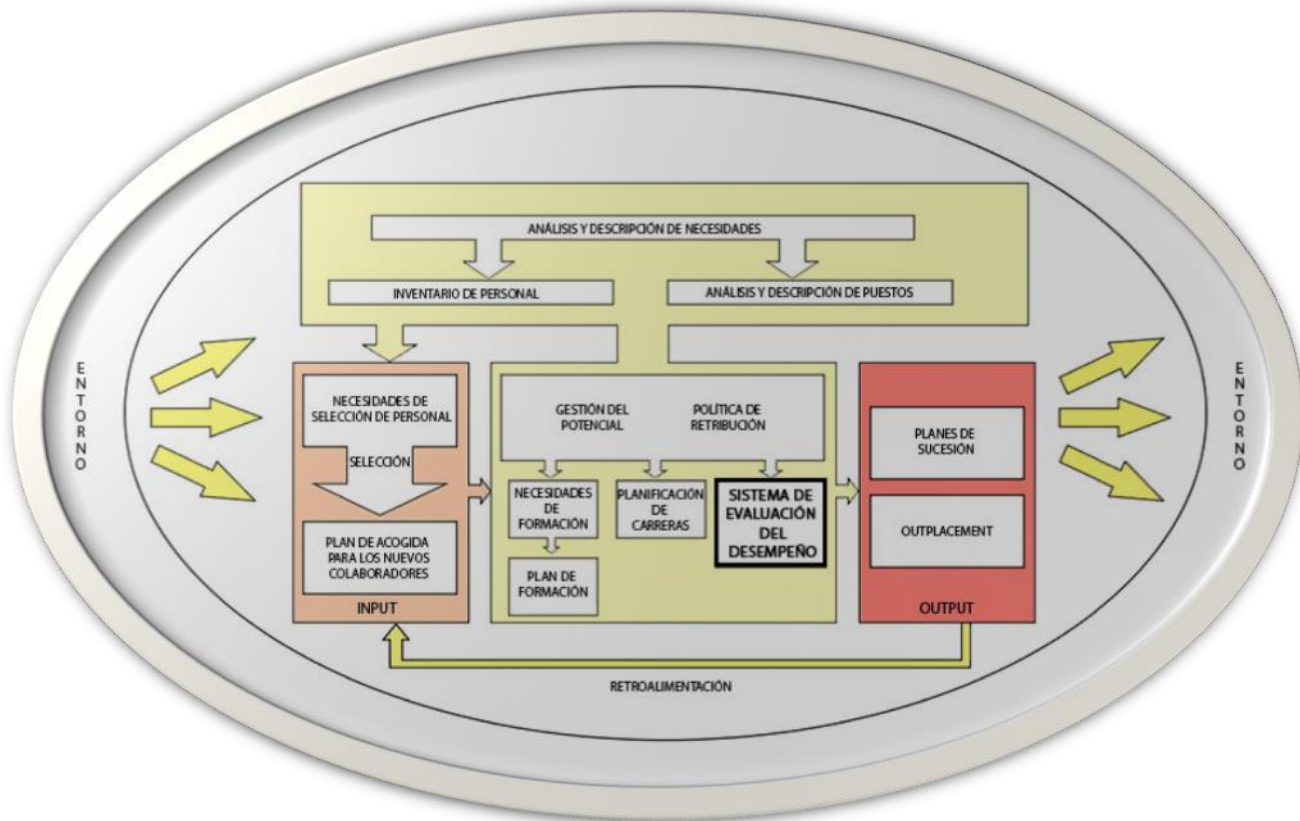 ANÁLISIS Y DESCRIPCIÓN DE NECESIDADES
INVENTARIO DE PERSONAL
ANÁLISIS Y DESCRIPCIÓN DE PUESTOS
ENTORNO
NECESIDADES DE
SELECCIÓN DE PERSONAL
SELECCIÓN
PLAN DE ACOGIDA
PARA LOS NUEVOS
COLABORADORES
INPUT
GESTIÓN DEL
POTENCIAL
POLÍTICA DE
RETRIBUCIÓN
NECESIDADES
DE
FORMACIÓN
PLAN DE
FORMACIÓN
PLANIFICACIÓN
DE
CARRERAS
SISTEMA DE
EVALUACIÓN
DEL
DESEMPEÑO
PLANES DE
SUCESIÓN
OUTPLACEMENT
OUTPUT
ENTORNO
RETROALIMENTACIÓN